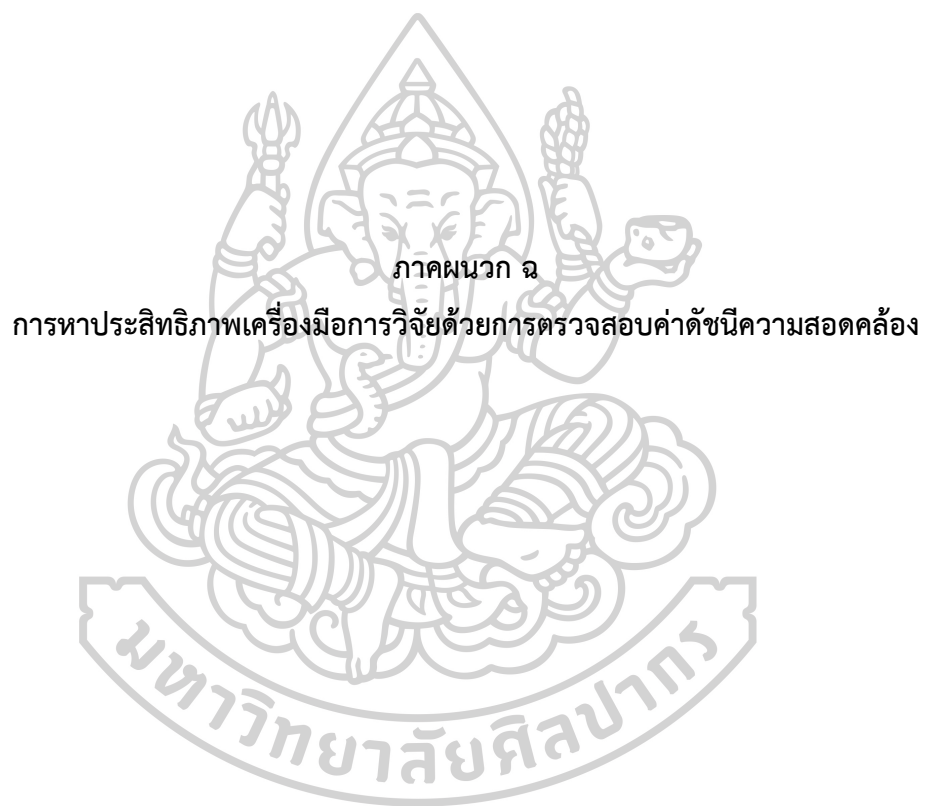 ภาคผนวก ฉ
การหาประสิทธิภาพเครื่องมือการวิจัยด้วยการตรวจสอบค่าดัชนีความสอดคล้อง
มหาวิทยาลัยศิลปากร